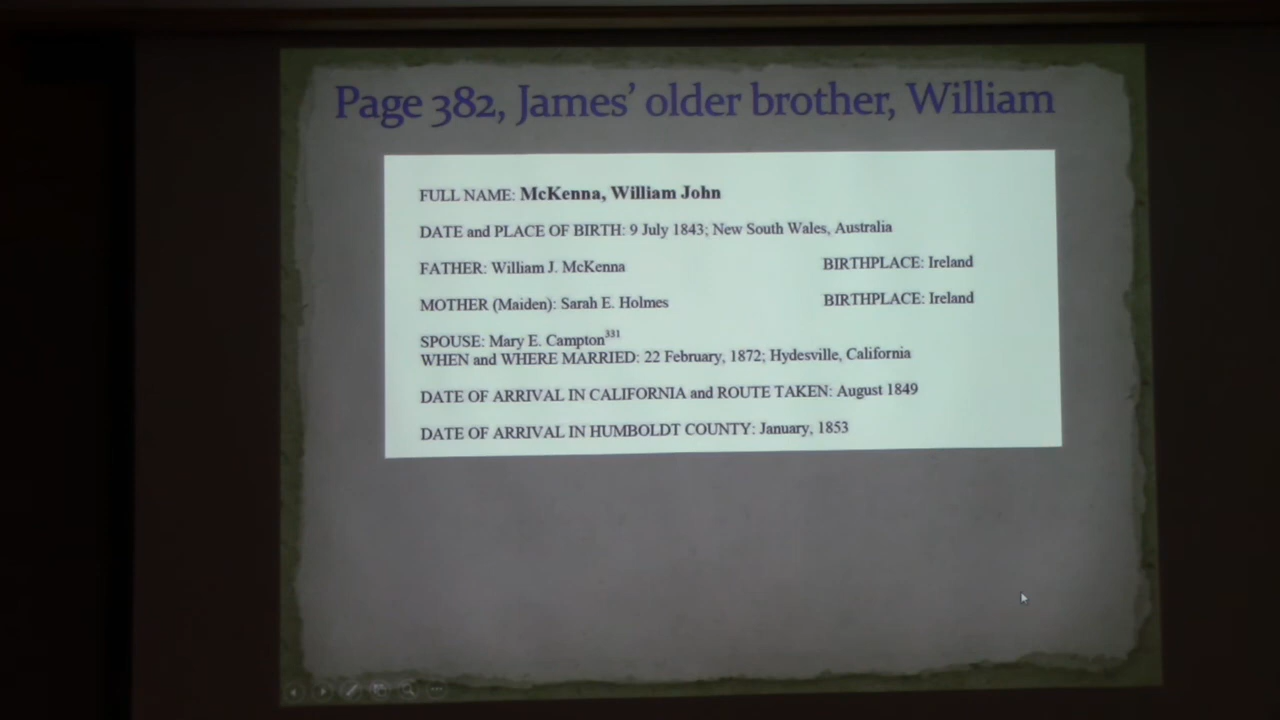 Page 382, James' older brother, William
FULL NAME: McKenna, William John
DATE and PLACE OF BIRTH: 9 July 1843; New South Wales, Australia
FATHER: William J. McKenna BIRTHPLACE: Ireland
MOTHER (Maiden): Sarah E. Holmes BIRTHPLACE: Ireland
SPOUSE: Mary E. Campton331
WHEN and WHERE MARRIED: 22 February, 1872; Hydesville, California
DATE OF ARRIVAL IN CALIFORNIA and ROUTE TAKEN: August 1849
DATE OF ARRIVAL IN HUMBOLDT COUNTY: January, 1853